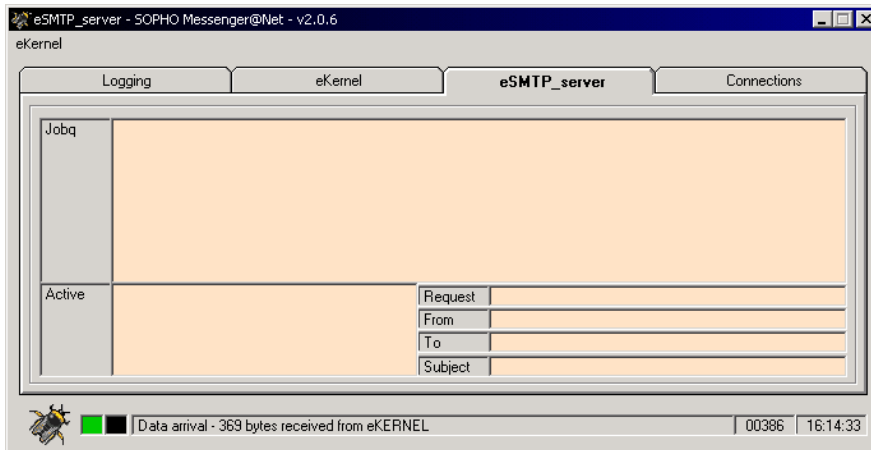 eSMTP_server - SOPHO Messenger@Net - v2.0.6
eKernel
Logging eKernel eSMTP_server Connections
Jobq
Active
Request
From
To
Subject
Data arrival - 369 bytes received from eKERNEL 00386 16:14:33